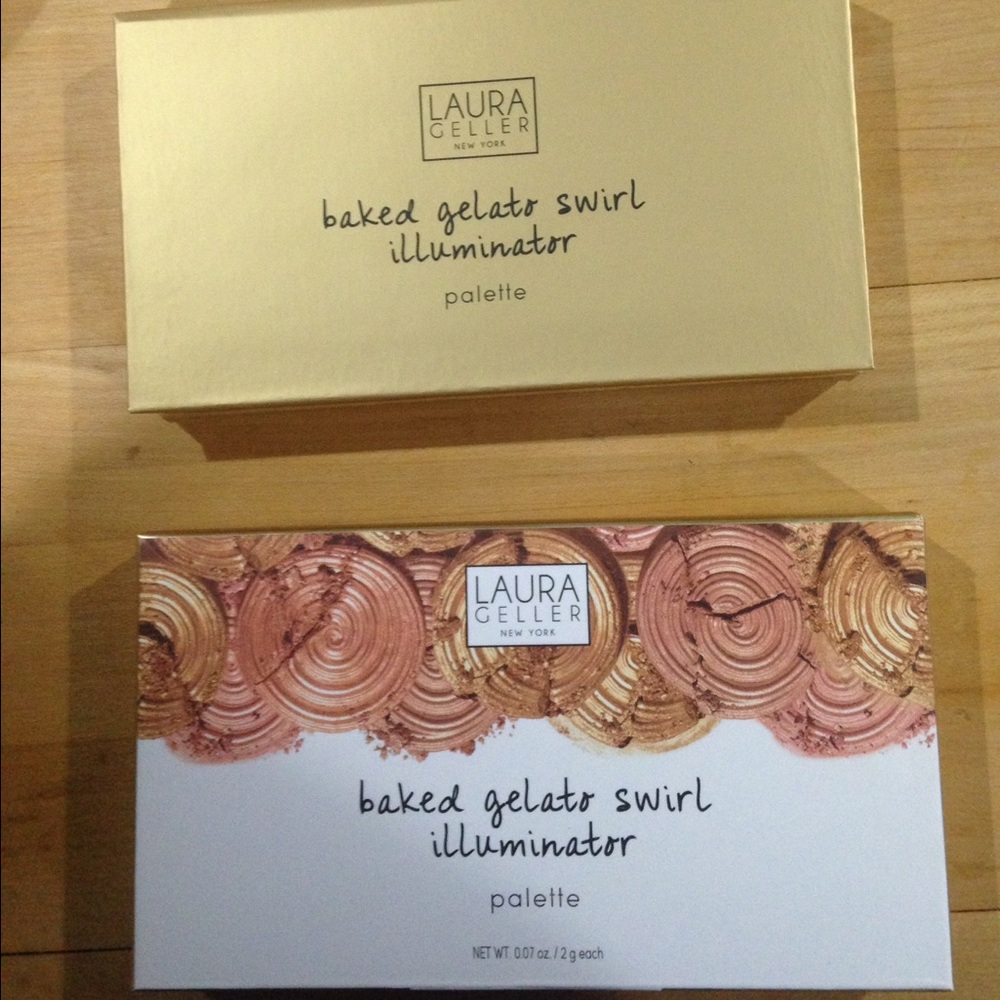 LAURA
GELLER
NEW YORK
baked gelato swirl
illuminator
palette
LAURA
GELLER
NEW YORK
baked gelato swirl
illuminator
palette
NET WT. 0.07 oz. / 2 g each